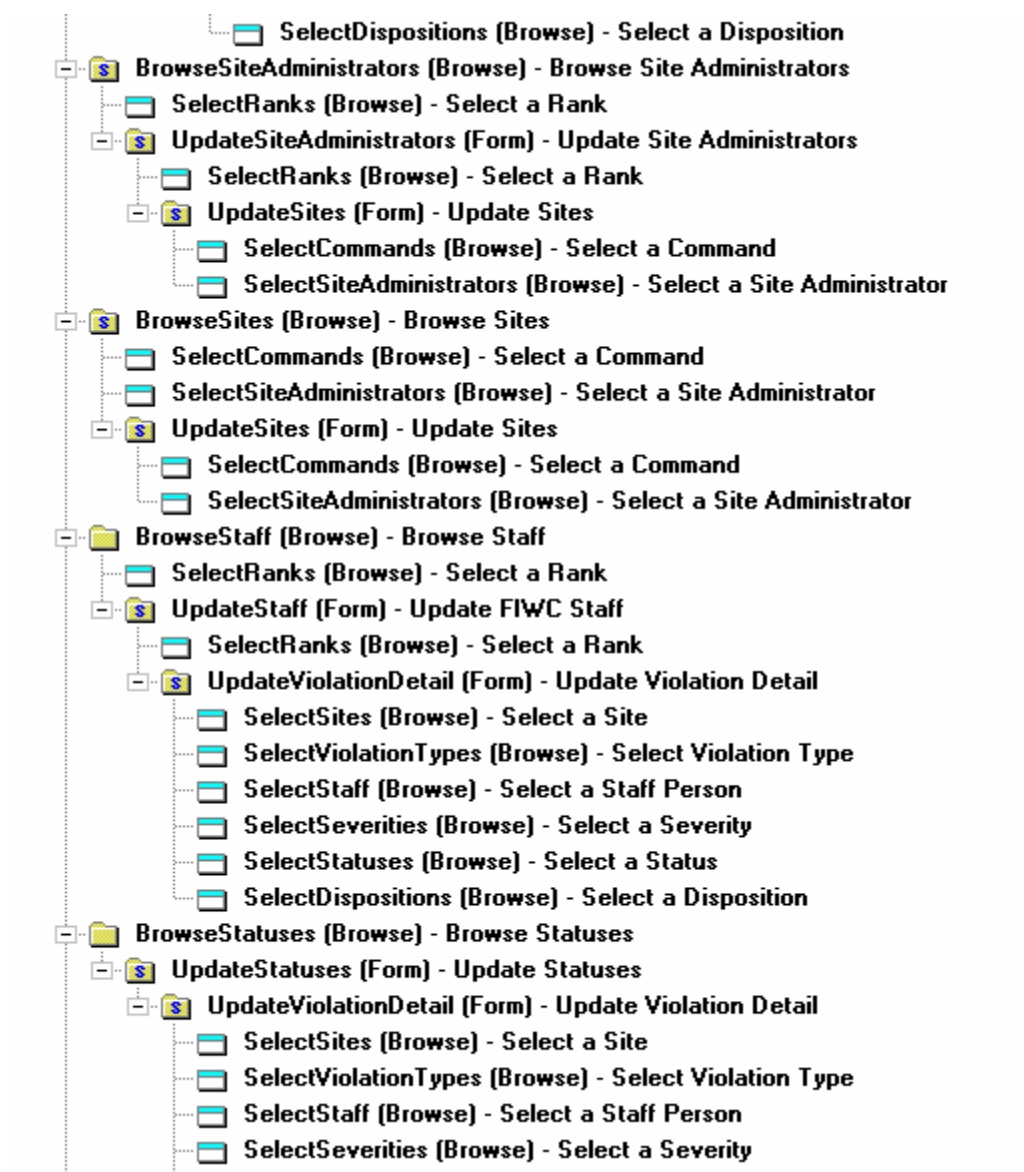 SelectDispositions (Browse) - Select a Disposition
BrowseSiteAdministrators (Browse) - Browse Site Administrators
SelectRanks (Browse) - Select a Rank
UpdateSiteAdministrators (Form) - Update Site Administrators
SelectRanks (Browse) - Select a Rank
UpdateSites (Form) - Update Sites
SelectCommands (Browse) - Select a Command
SelectSiteAdministrators (Browse) - Select a Site Administrator
BrowseSites (Browse) - Browse Sites
SelectCommands (Browse) - Select a Command
SelectSiteAdministrators (Browse) - Select a Site Administrator
UpdateSites (Form) - Update Sites
SelectCommands (Browse) - Select a Command
SelectSiteAdministrators (Browse) - Select a Site Administrator
BrowseStaff (Browse) - Browse Staff
SelectRanks (Browse) - Select a Rank
UpdateStaff (Form) - Update FIWC Staff
SelectRanks (Browse) - Select a Rank
UpdateViolationDetail (Form) - Update Violation Detail
SelectSites (Browse) - Select a Site
SelectViolationTypes (Browse) - Select Violation Type
SelectStaff (Browse) - Select a Staff Person
SelectSeverities (Browse) - Select a Severity
SelectStatuses (Browse) - Select a Status
SelectDispositions (Browse) - Select a Disposition
BrowseStatuses (Browse) - Browse Statuses
UpdateStatuses (Form) - Update Statuses
UpdateViolationDetail (Form) - Update Violation Detail
SelectSites (Browse) - Select a Site
SelectViolationTypes (Browse) - Select Violation Type
SelectStaff (Browse) - Select a Staff Person
SelectSeverities (Browse) - Select a Severity